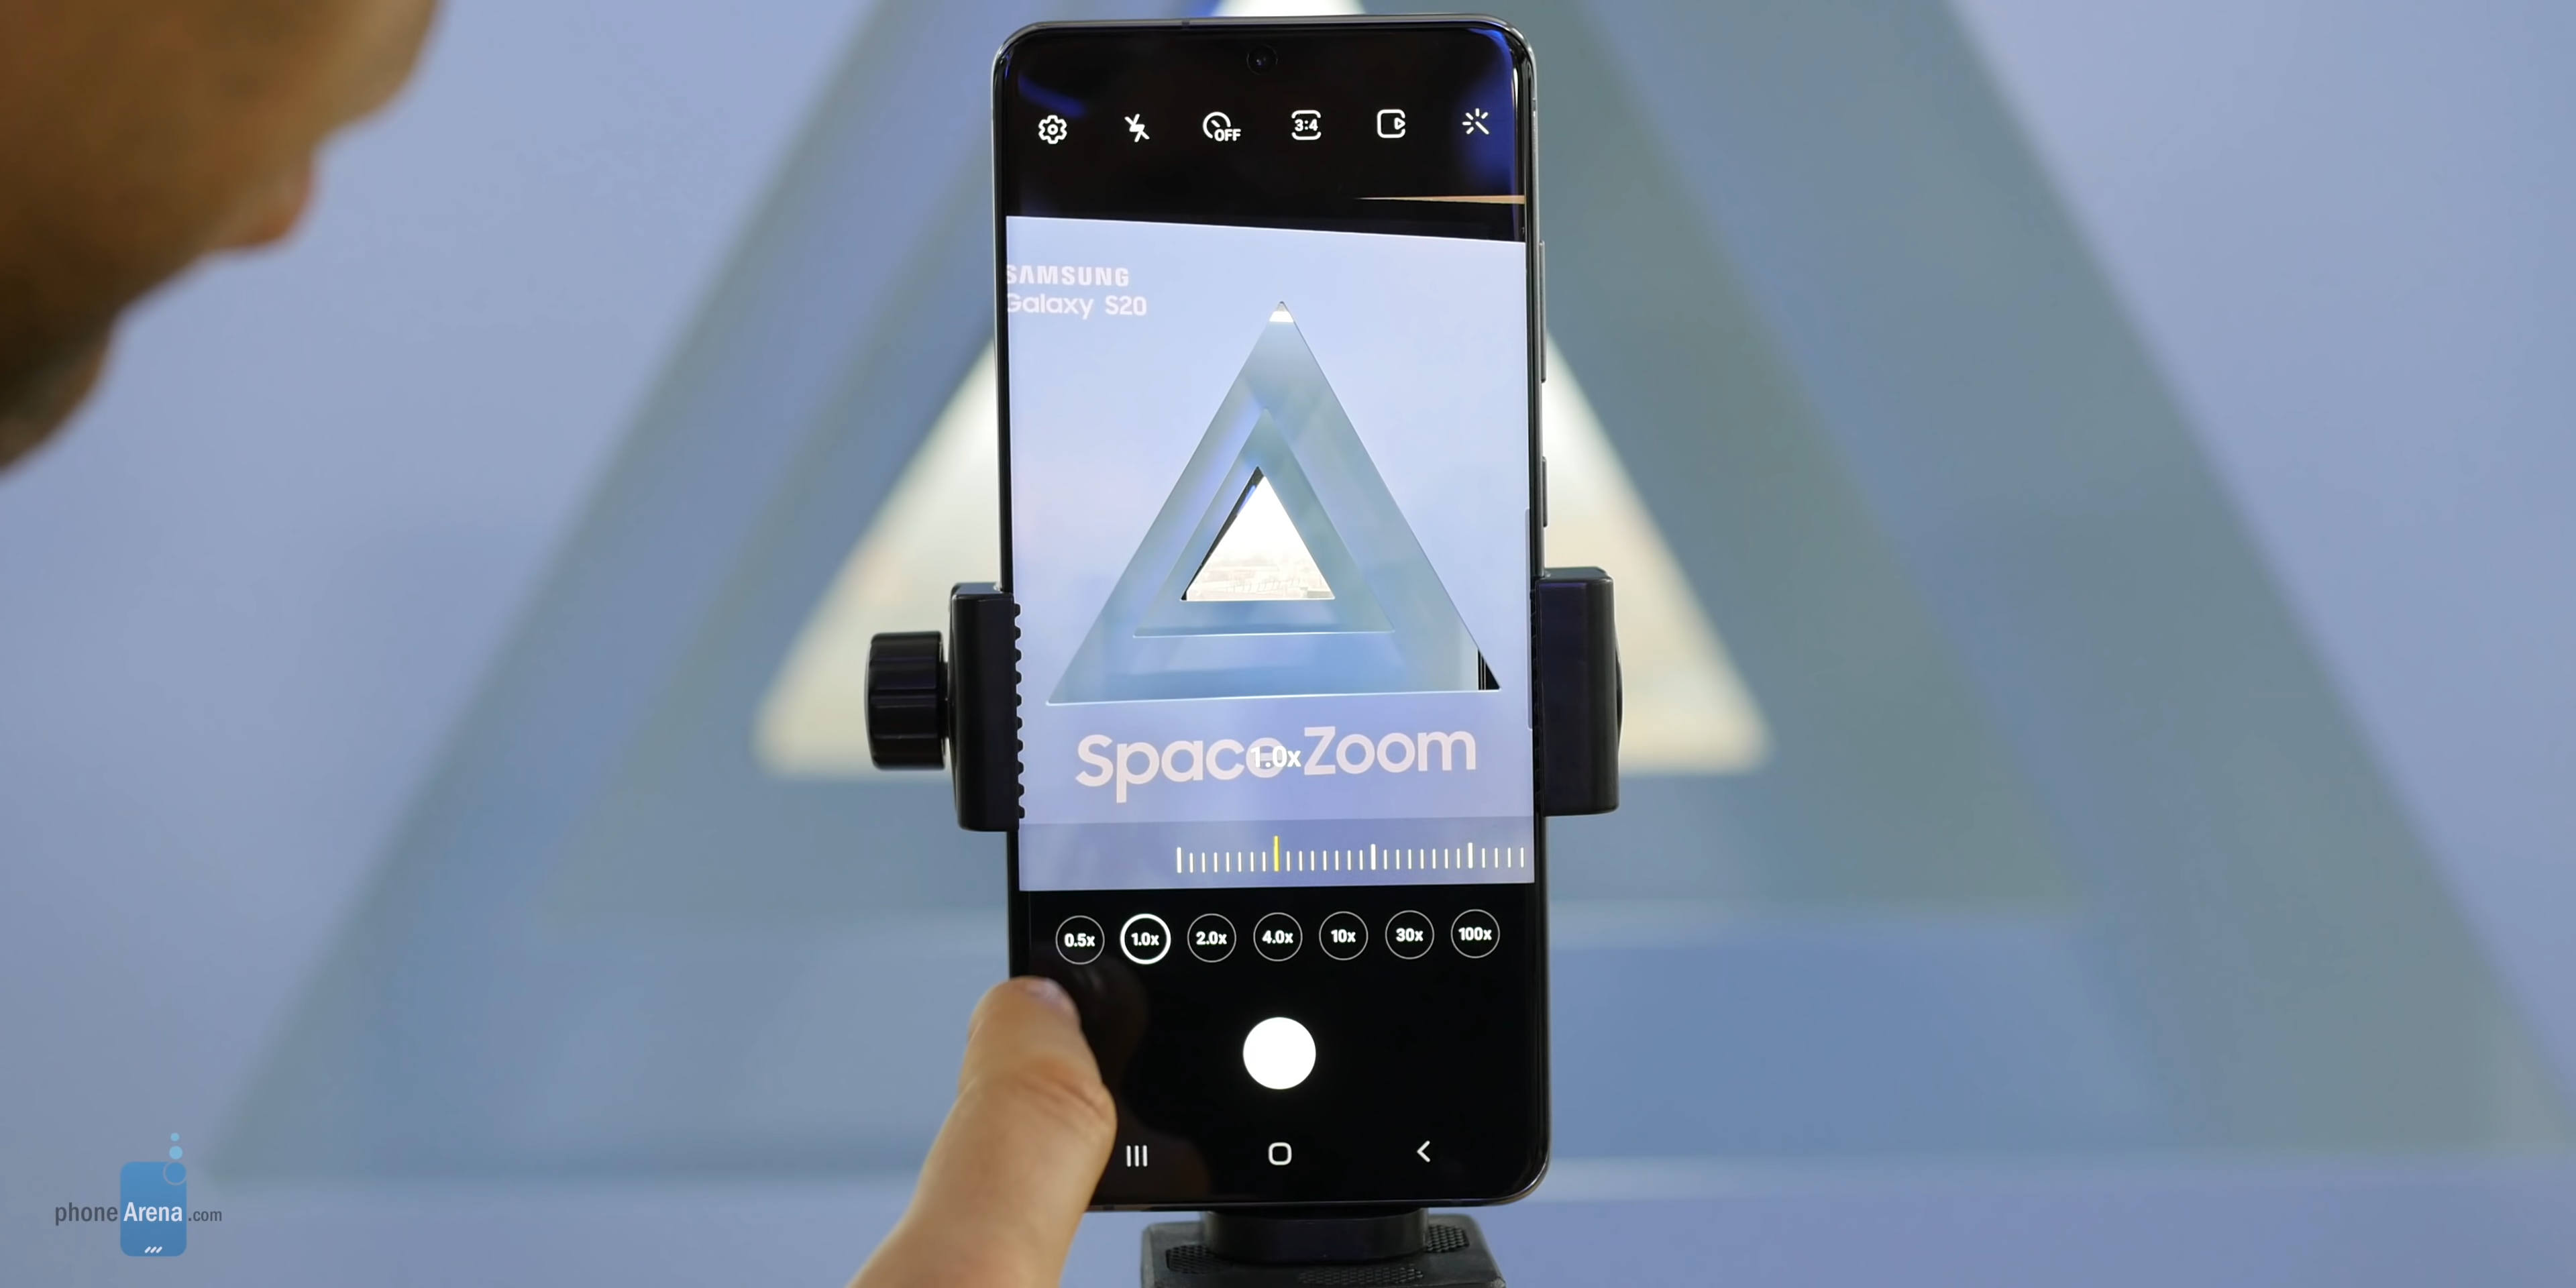 OFF
3:4
SAMSUNG
Galaxy S20
Space Zoom
1.0x
0.5x 1.0x 2.0x 4.0x 10x 30x 100x
phoneArena.com